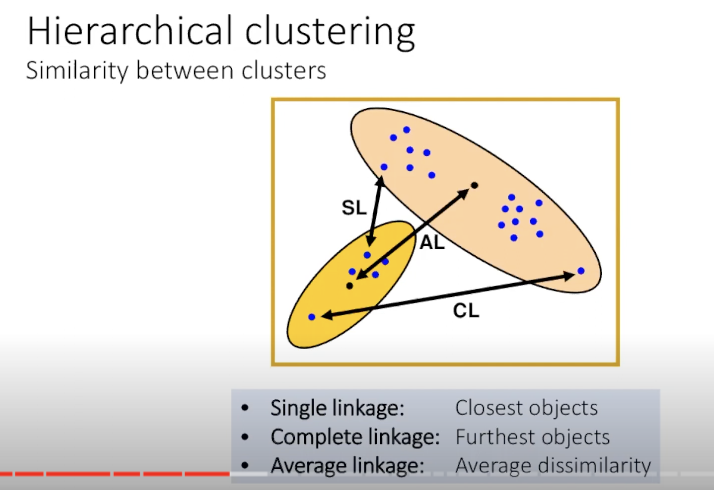 Hierarchical clustering
Similarity between clusters
SL
AL
CL
• Single linkage: Closest objects
• Complete linkage: Furthest objects
• Average linkage: Average dissimilarity